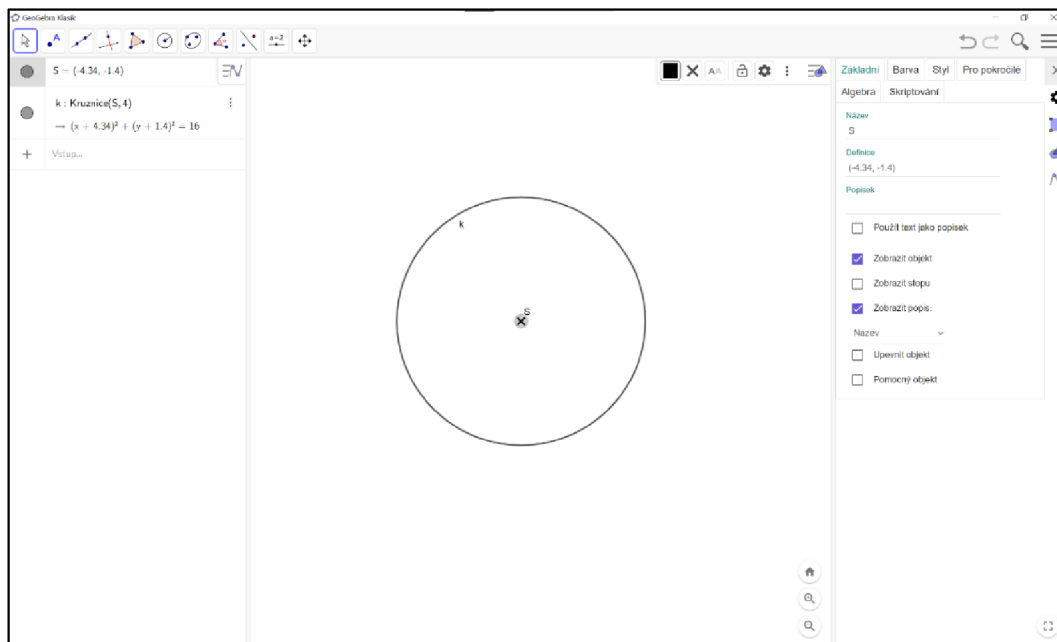 GeoGebra Klasik
A
a=2
S = (-4.34, -1.4)
k : Kruznice(S, 4)
→ (x + 4.34)² + (y + 1.4)² = 16
+ Vstup...
AA
k
S
Základní Barva Styl Pro pokročilé
Algebra Skriptování
Název
S
Definice
(-4.34, -1.4)
Popisek
Použít text jako popisek
Zobrazit objekt
Zobrazit stopu
Zobrazit popis:
Název
Upevnit objekt
Pomocný objekt